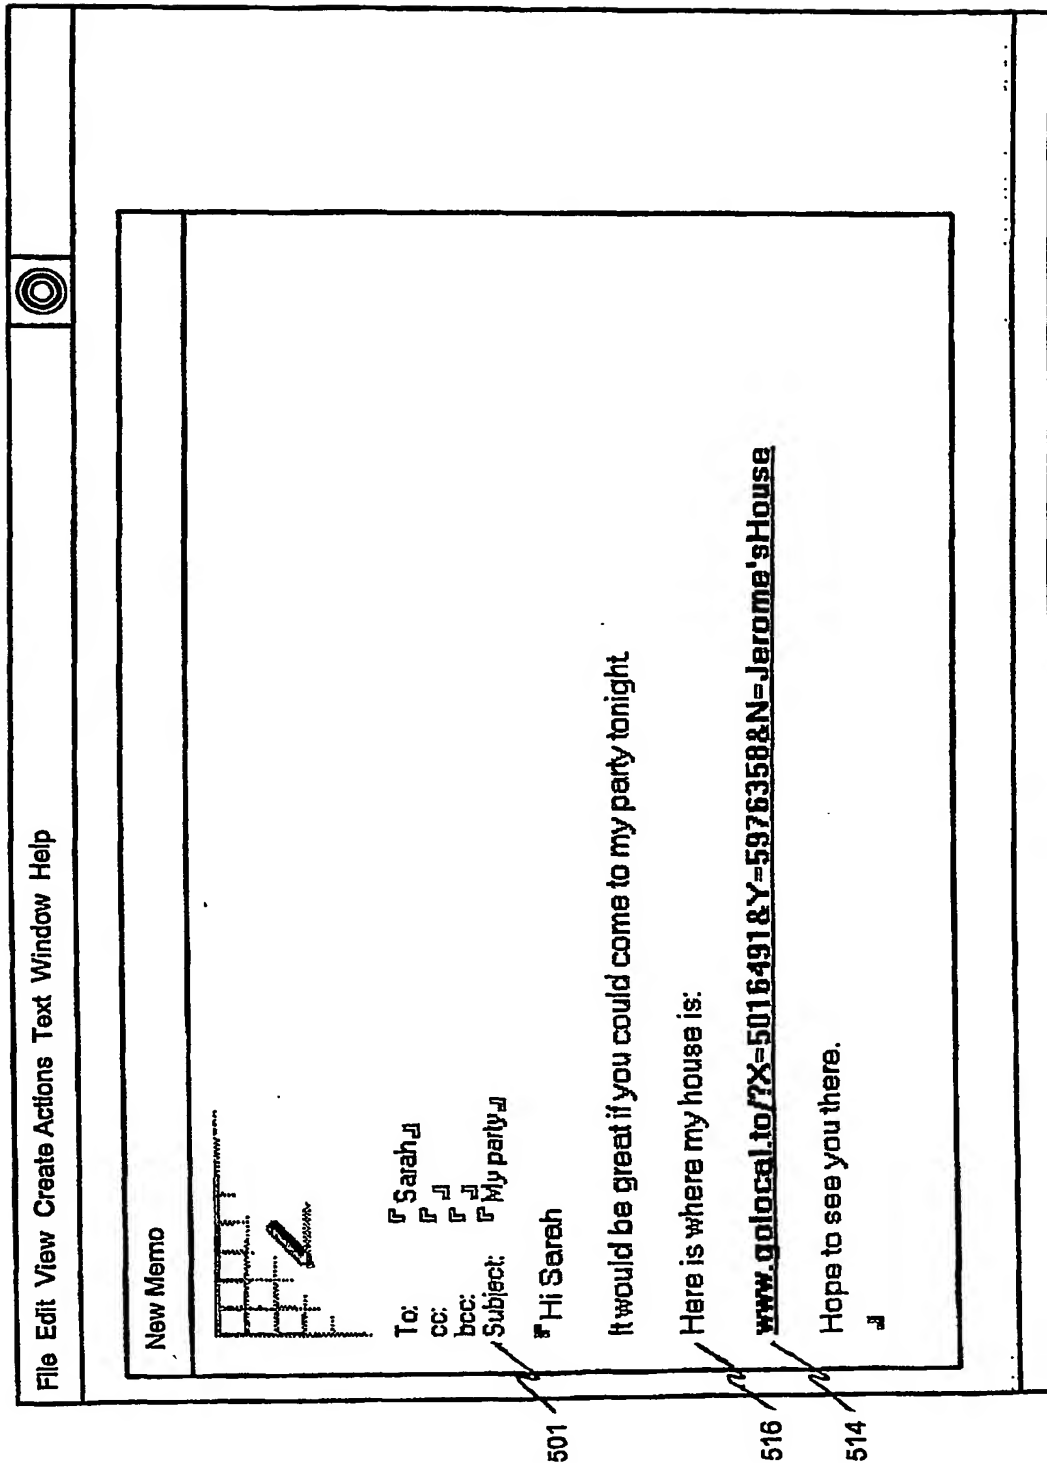 File Edit View Create Actions Text Window Help
New Memo
To: Sarah
cc:
bcc:
Subject: My party
Hi Sarah
It would be great if you could come to my party tonight.
Here is where my house is:
www.golocal.to/?X=5016491&Y=5976358&N=Jerome'sHouse
Hope to see you there.
501
516
514